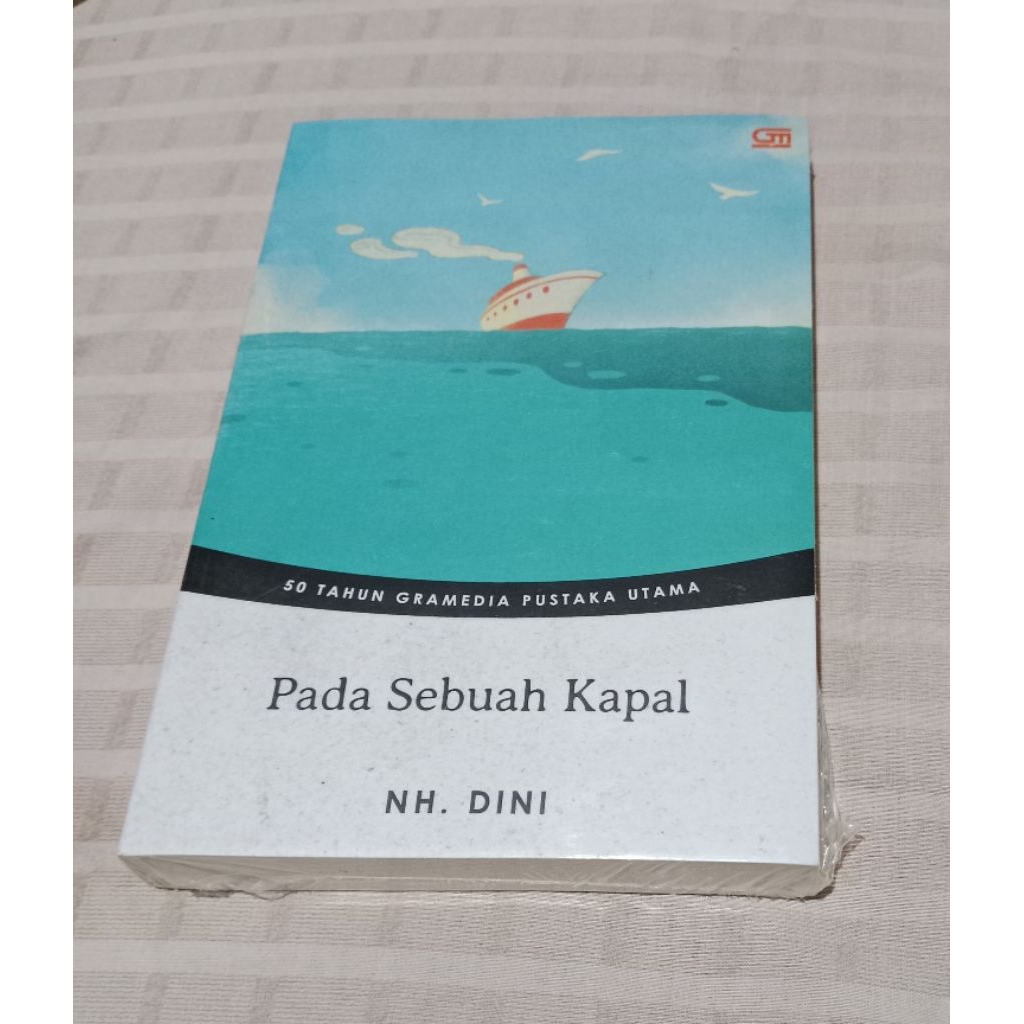 GM
50 TAHUN GRAMEDIA PUSTAKA UTAMA
Pada Sebuah Kapal
NH. DINI